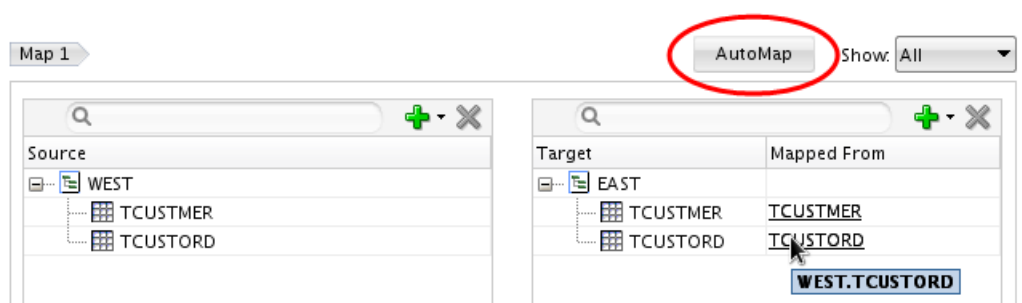 Map 1 AutoMap Show: All
Source Target Mapped From
WEST EAST
TCUSTMER TCUSTMER TCUSTMER
TCUSTORD TCUSTORD TCUSTORD
WEST.TCUSTORD